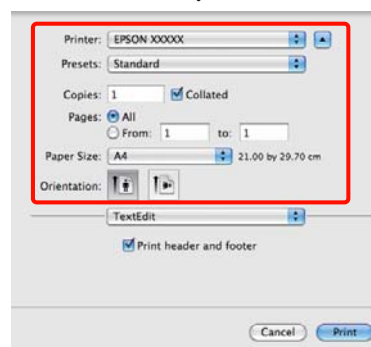 Printer: EPSON XXXXX
Presets: Standard
Copies: 1 Collated
Pages: All
From: 1 to: 1
Paper Size: A4 21.00 by 29.70 cm
Orientation:
TextEdit
Print header and footer
Cancel Print